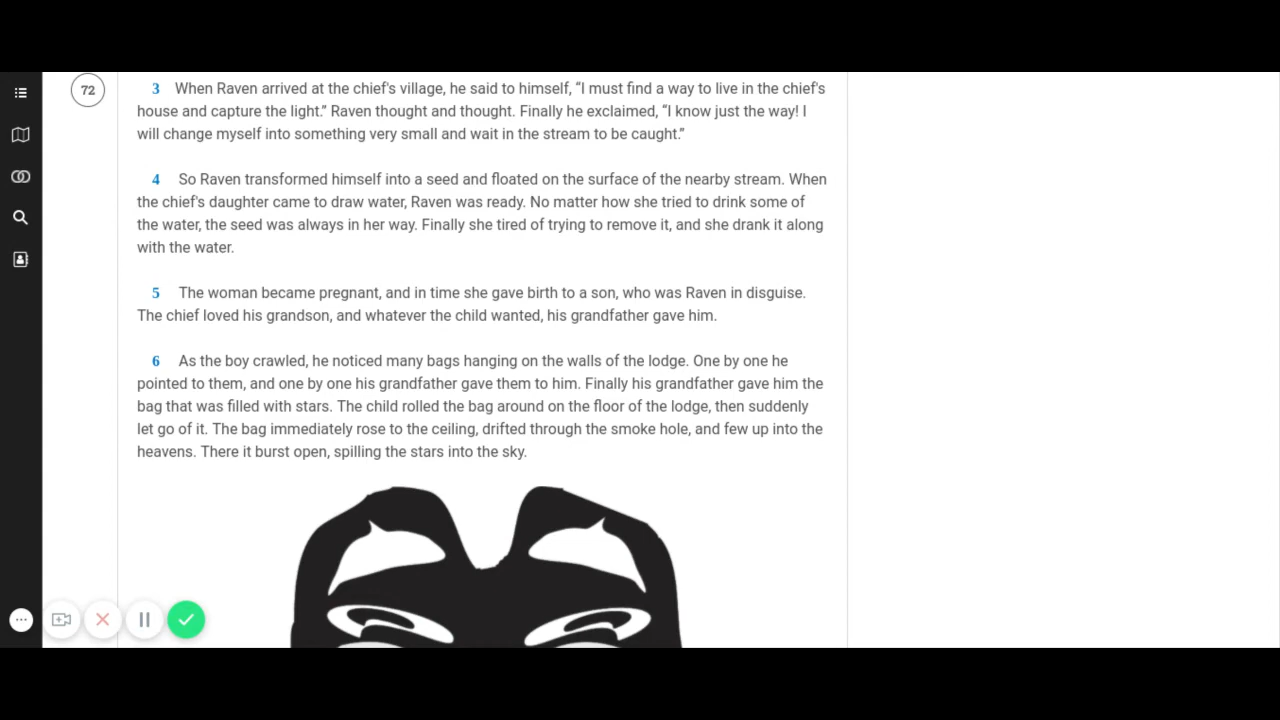 72
3 When Raven arrived at the chief's village, he said to himself, “I must find a way to live in the chief's
house and capture the light.” Raven thought and thought. Finally he exclaimed, “I know just the way! I
will change myself into something very small and wait in the stream to be caught.”
4 So Raven transformed himself into a seed and floated on the surface of the nearby stream. When
the chief's daughter came to draw water, Raven was ready. No matter how she tried to drink some of
the water, the seed was always in her way. Finally she tired of trying to remove it, and she drank it along
with the water.
5 The woman became pregnant, and in time she gave birth to a son, who was Raven in disguise.
The chief loved his grandson, and whatever the child wanted, his grandfather gave him.
6 As the boy crawled, he noticed many bags hanging on the walls of the lodge. One by one he
pointed to them, and one by one his grandfather gave them to him. Finally his grandfather gave him the
bag that was filled with stars. The child rolled the bag around on the floor of the lodge, then suddenly
let go of it. The bag immediately rose to the ceiling, drifted through the smoke hole, and few up into the
heavens. There it burst open, spilling the stars into the sky.